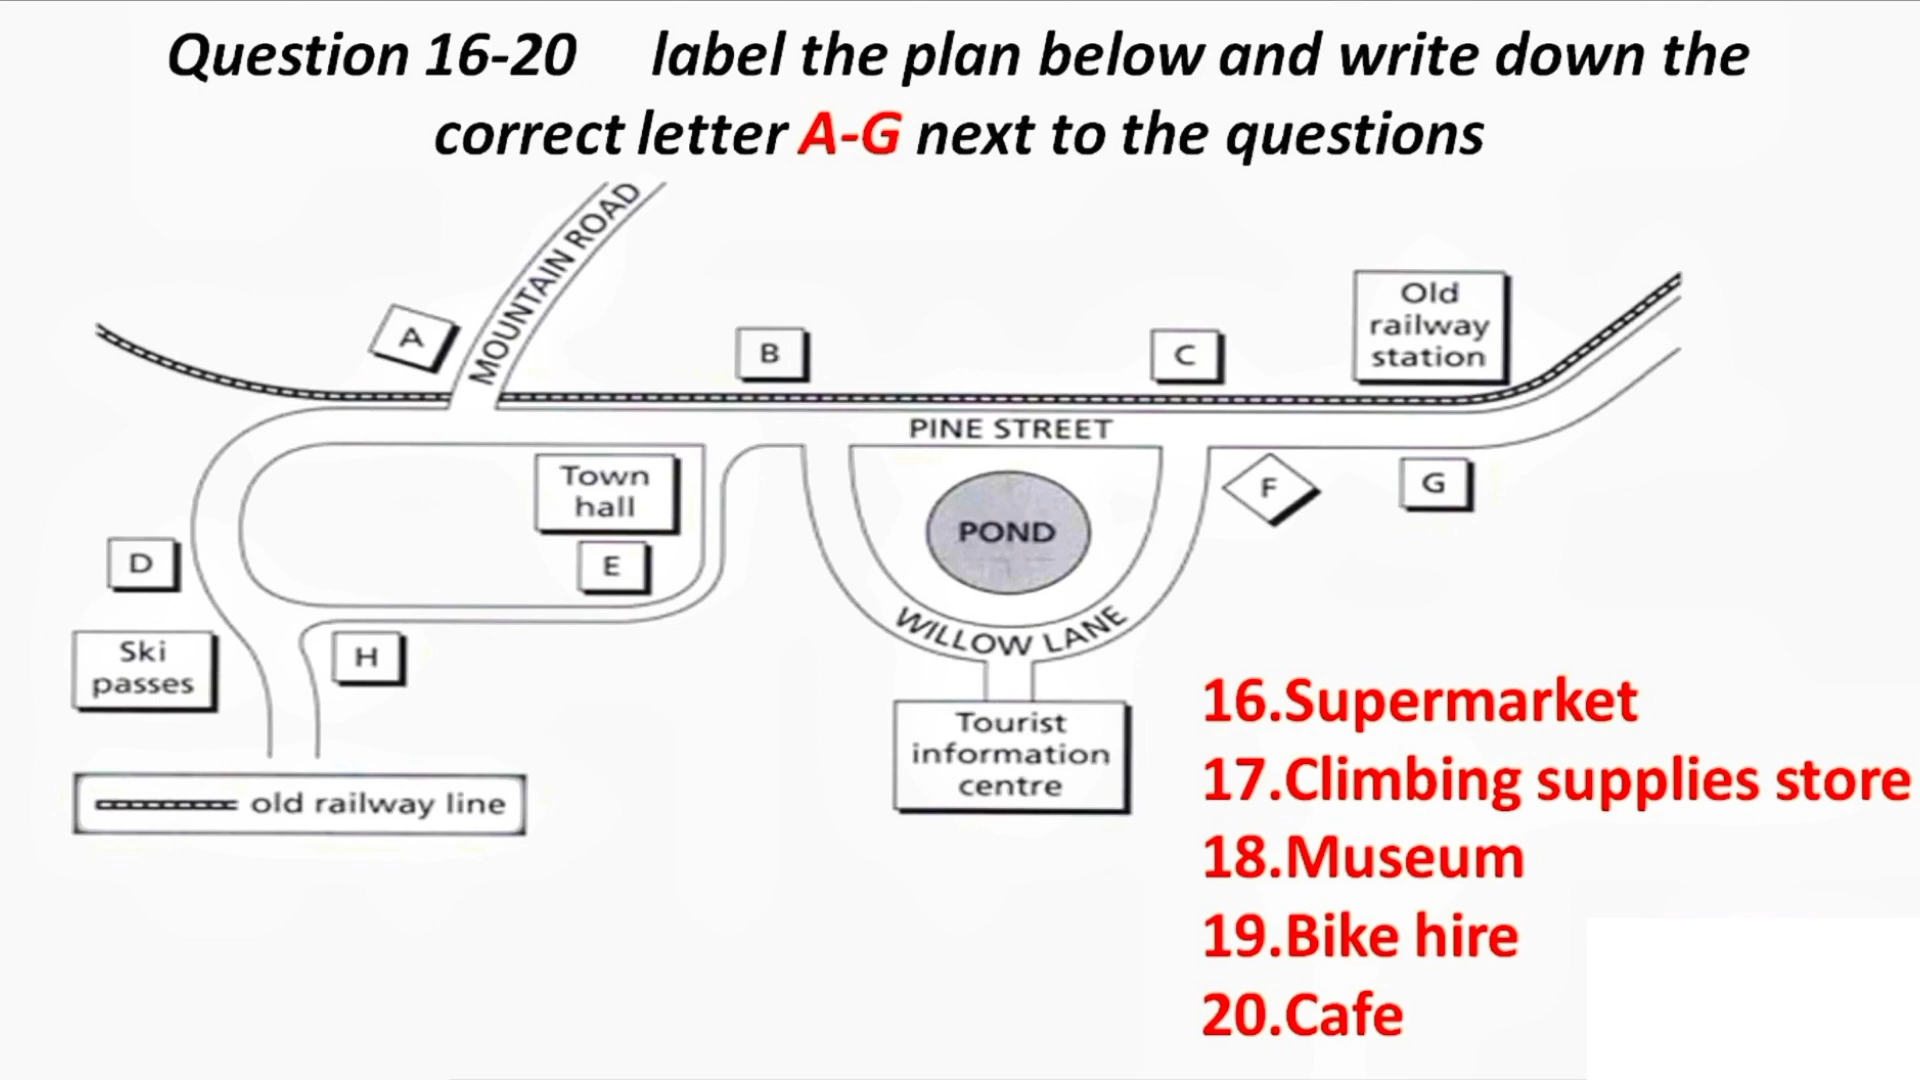 Question 16-20 label the plan below and write down the
correct letter A-G next to the questions
MOUNTAIN ROAD
A
B
C
Old
railway
station
PINE STREET
Town
hall
E
POND
F
G
D
WILLOW LANE
Ski
passes
H
Tourist
information
centre
old railway line
16.Supermarket
17.Climbing supplies store
18.Museum
19.Bike hire
20.Cafe